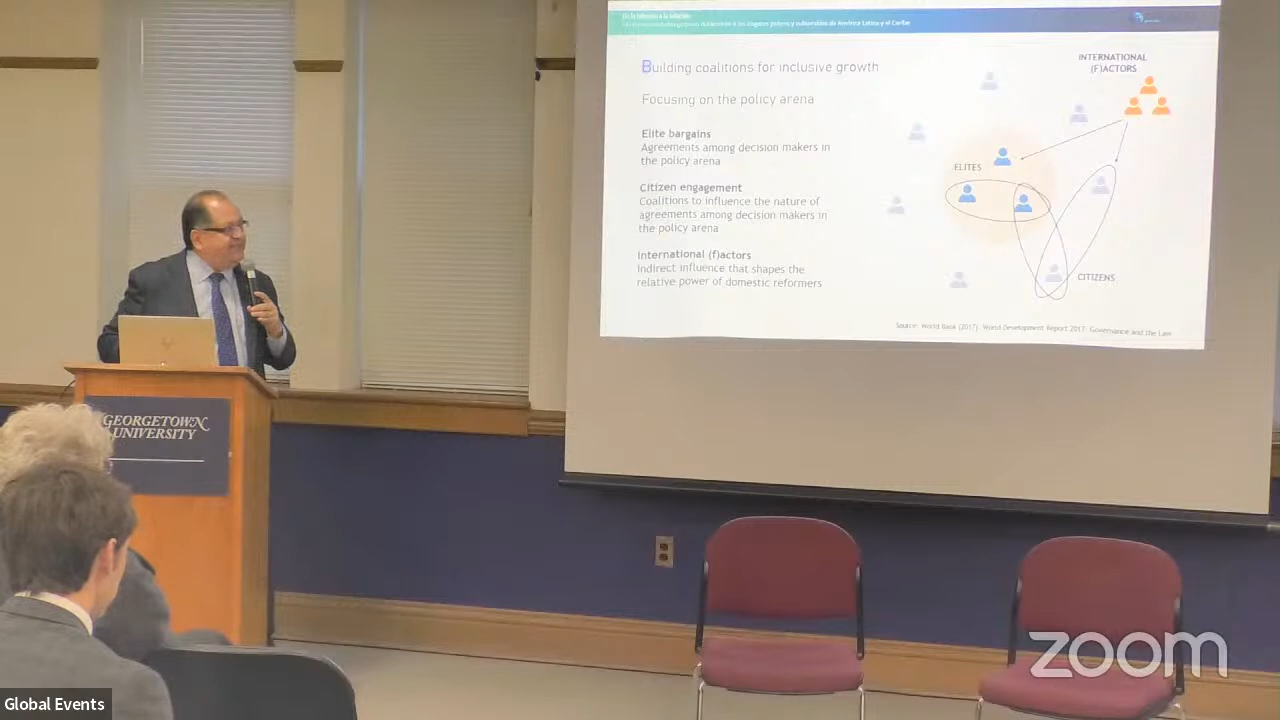 Building coalitions for inclusive growth
Focusing on the policy arena
Elite bargains
Agreements among decision makers in
the policy arena
Citizen engagement
Coalitions to influence the nature of
agreements among decision makers in
the policy arena
International (f)actors
Indirect influence that shapes the
relative power of domestic reformers
INTERNATIONAL
(F)ACTORS
ELITES
CITIZENS
Source: World Bank (2017). World Development Report 2017: Governance and the Law
GEORGETOWN
UNIVERSITY
zoom
Global Events